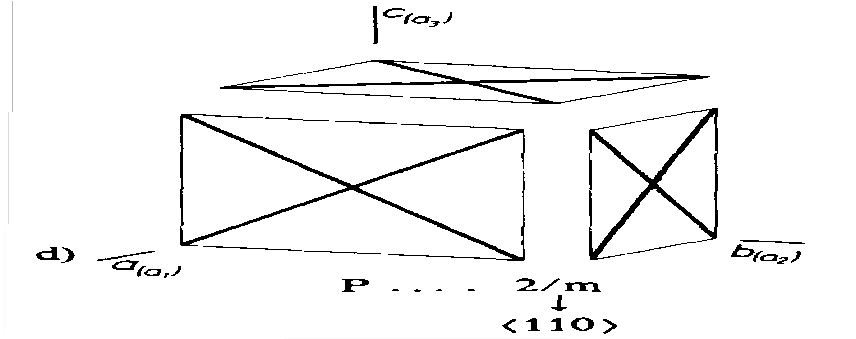 c(a₃)
d) a(a₁)
b(a₂)
P . . . . 2/m
↓
<110>